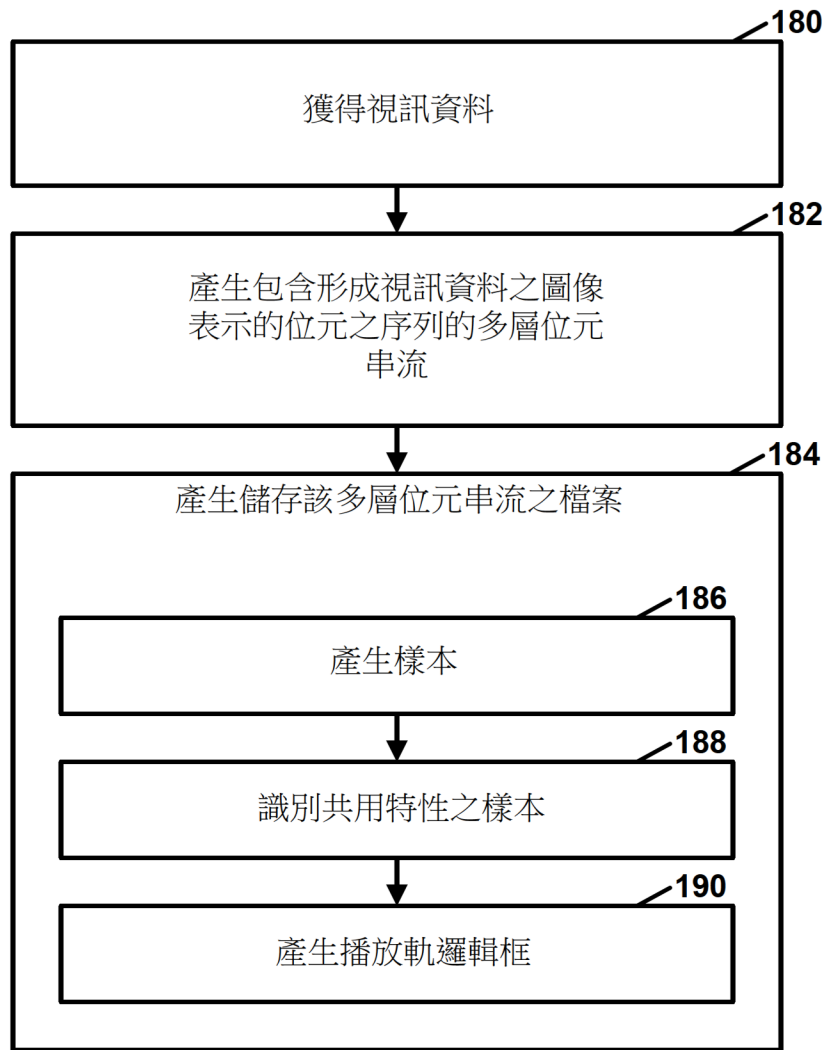 180
獲得視訊資料
182
產生包含形成視訊資料之圖像
表示的位元之序列的多層位元
串流
184
產生儲存該多層位元串流之檔案
186
產生樣本
188
識別共用特性之樣本
190
產生播放軌邏輯框